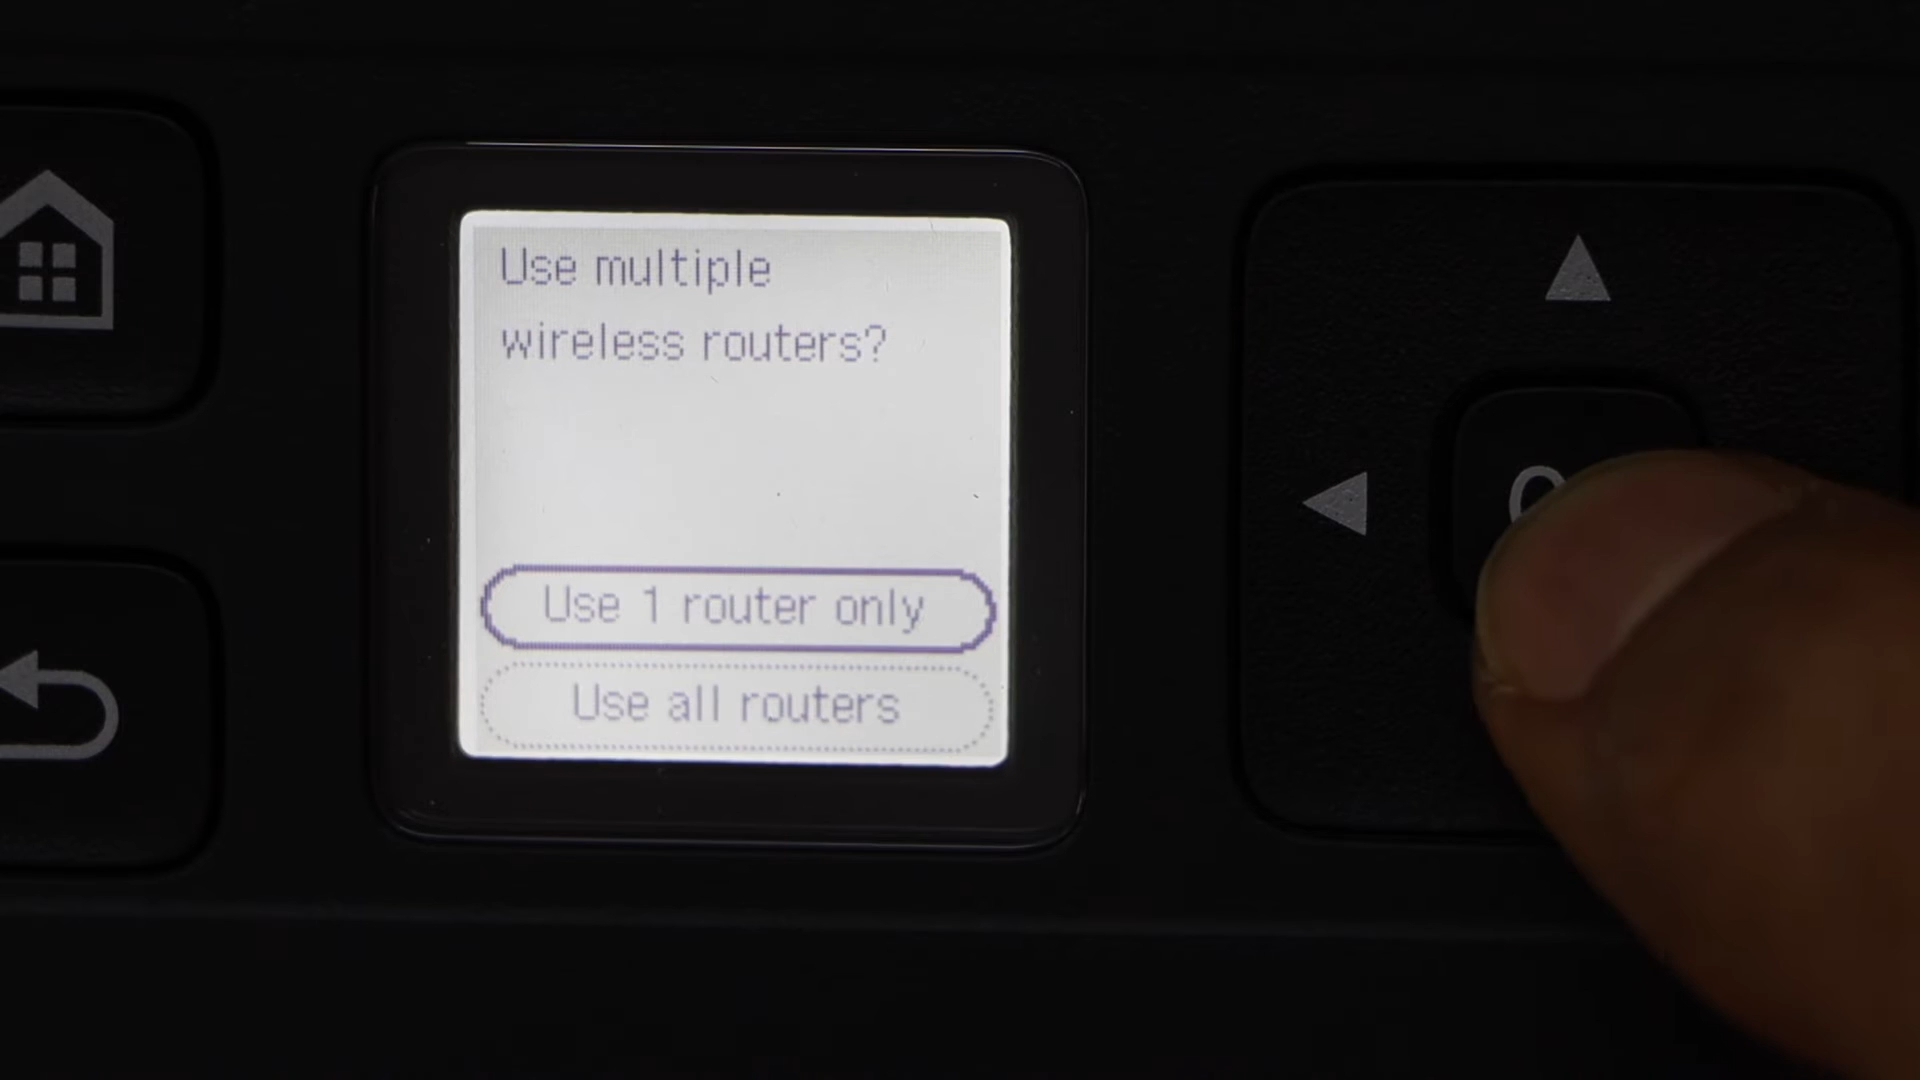 Use multiple
wireless routers?
Use 1 router only
Use all routers